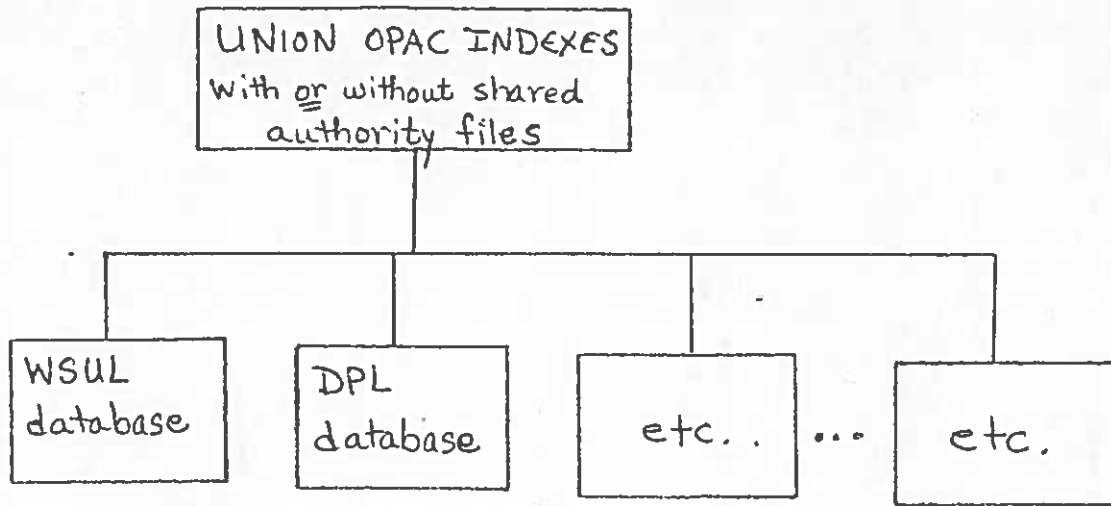 UNION OPAC INDEXES
with or without shared
authority files
WSUL
database
DPL
database
etc. . ...
etc.